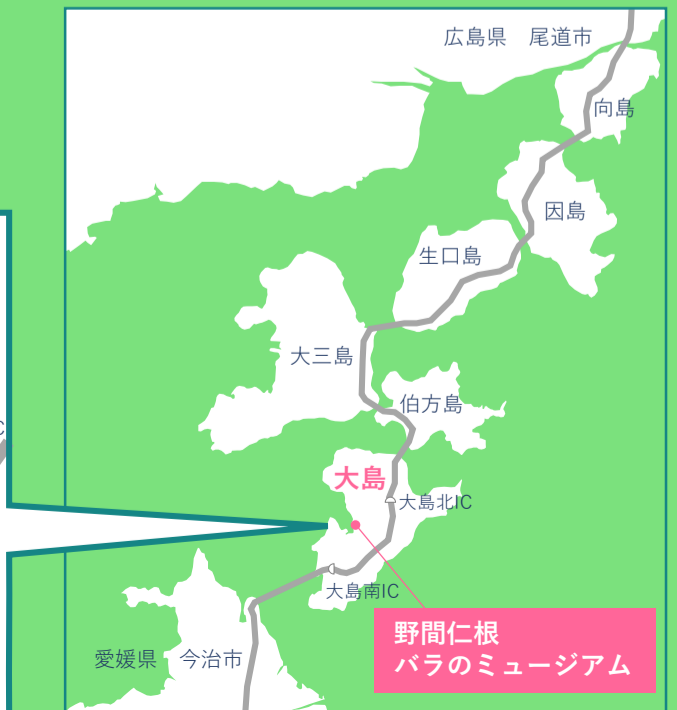 広島県 尾道市
向島
因島
生口島
大三島
伯方島
大島
大島北IC
大島南IC
愛媛県 今治市
野間仁根
バラのミュージアム